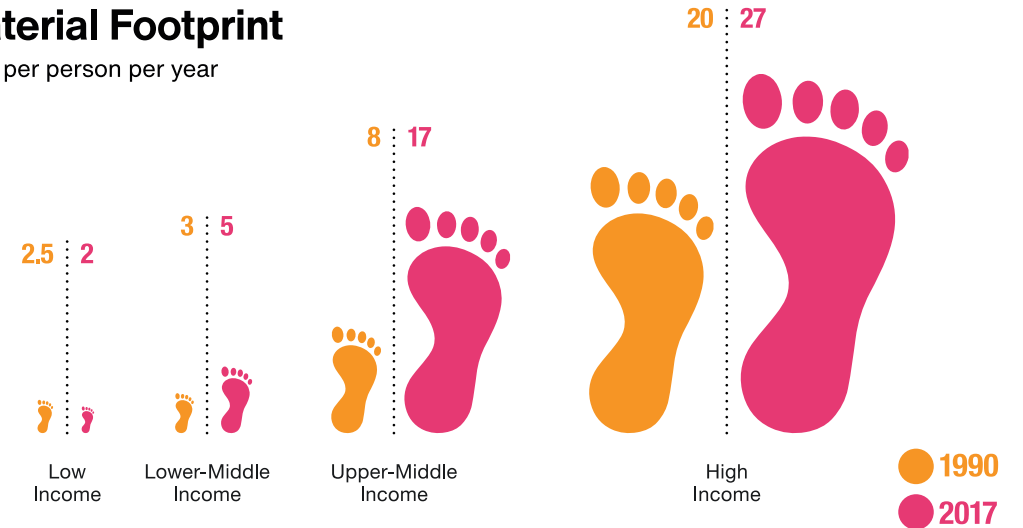 terial Footprint
per person per year
20 27
8 17
3 5
2.5 2
Low
Income
Lower-Middle
Income
Upper-Middle
Income
High
Income
1990
2017